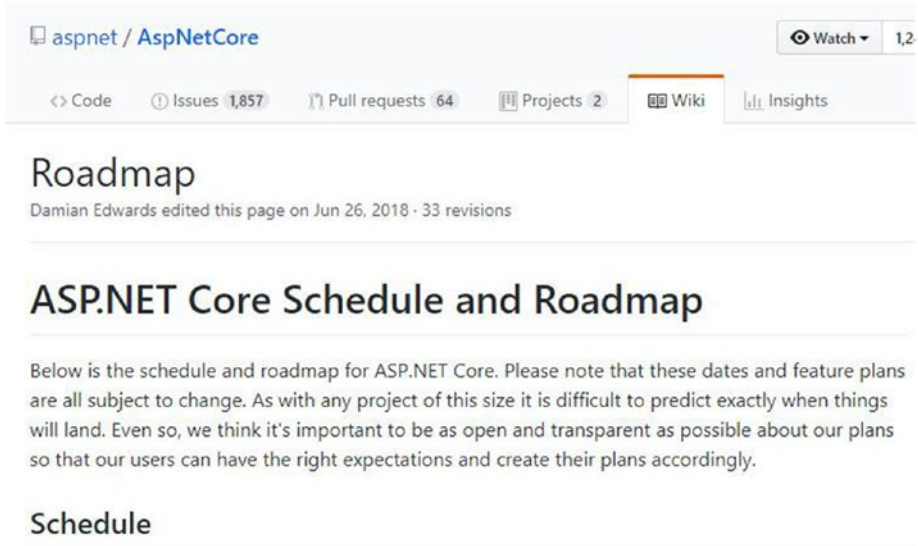 aspnet / AspNetCore
Watch
<> Code Issues 1,857 Pull requests 64 Projects 2 Wiki Insights
Roadmap
Damian Edwards edited this page on Jun 26, 2018 · 33 revisions
ASP.NET Core Schedule and Roadmap
Below is the schedule and roadmap for ASP.NET Core. Please note that these dates and feature plans
are all subject to change. As with any project of this size it is difficult to predict exactly when things
will land. Even so, we think it's important to be as open and transparent as possible about our plans
so that our users can have the right expectations and create their plans accordingly.
Schedule